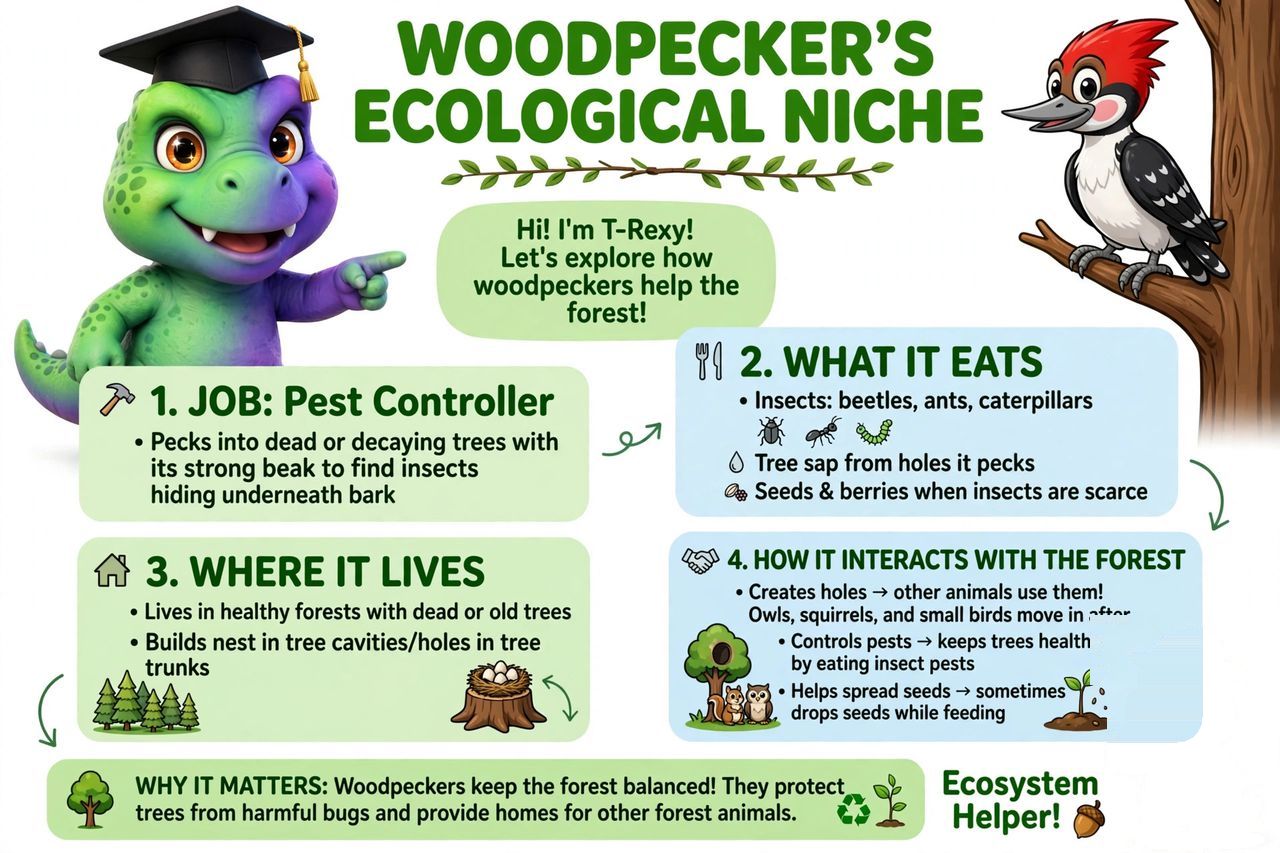 WOODPECKER'S
ECOLOGICAL NICHE
Hi! I'm T-Rexy!
Let's explore how
woodpeckers help the
forest!
1. JOB: Pest Controller
• Pecks into dead or decaying trees with
its strong beak to find insects
hiding underneath bark
2. WHAT IT EATS
• Insects: beetles, ants, caterpillars
Tree sap from holes it pecks
Seeds & berries when insects are scarce
3. WHERE IT LIVES
• Lives in healthy forests with dead or old trees
• Builds nest in tree cavities/holes in tree
trunks
4. HOW IT INTERACTS WITH THE FOREST
• Creates holes → other animals use them!
Owls, squirrels, and small birds move in after
• Controls pests → keeps trees health
by eating insect pests
• Helps spread seeds → sometimes
drops seeds while feeding
WHY IT MATTERS: Woodpeckers keep the forest balanced! They protect
trees from harmful bugs and provide homes for other forest animals.
Ecosystem
Helper!